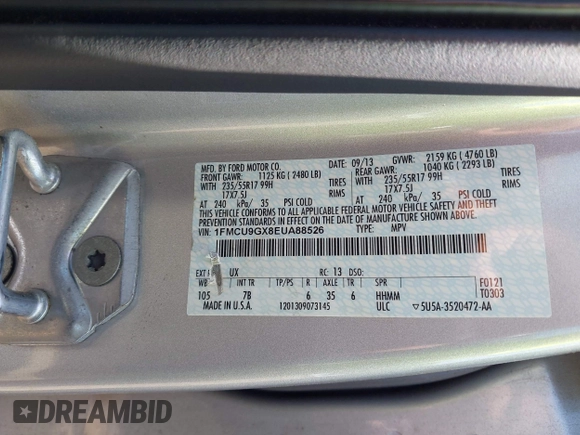 MFD. BY FORD MOTOR CO.
09/13 GVWR: 2159 KG ( 4760 LB)
FRONT GAWR: 1125 KG ( 2480 LB)
REAR GAWR: 1040 KG ( 2293 LB)
WITH 235/55R17 99H TIRES
WITH 235/55R17 99H TIRES
17X7.5J RIMS
17X7.5J RIMS
AT 240 kPa/ 35 PSI COLD
AT 240 kPa/ 35 PSI COLD
THIS VEHICLE CONFORMS TO ALL APPLICABLE FEDERAL MOTOR VEHICLE SAFETY AND THEFT
PREVENTION STANDARDS IN EFFECT ON THE DATE OF MANUFACTURE SHOWN ABOVE.
VIN: 1FMCU9GX8EUA88526 TYPE: MPV
EXT UX RC: 13 DSO:
WB INT TR TP/PS R AXLE TR
105 7B 6 35 6 HHMM
F0121
T0303
MADE IN U.S.A. 1201309073145 ULC 5U5A-3520472-AA
DREAMBID